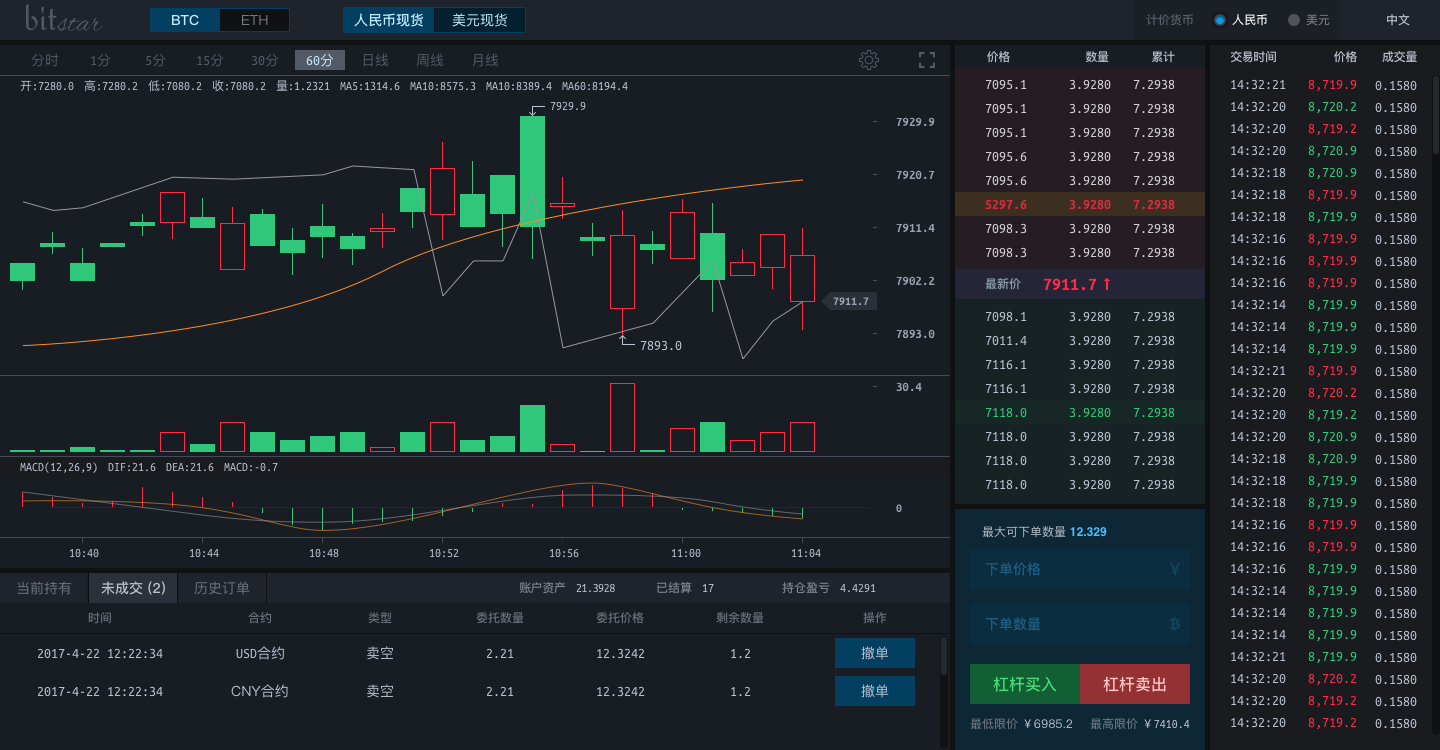 bitstar BTC ETH 人民币现货 美元现货 计价货币 人民币 美元 中文
分时 1分 5分 15分 30分 60分 日线 周线 月线
开:7280.0 高:7280.2 低:7080.2 收:7080.2 量:1.2321 MA5:1314.6 MA10:8575.3 MA10:8389.4 MA60:8194.4
7929.9
7929.9
7920.7
7911.4
7902.2
7911.7
7893.0
7893.0
30.4
MACD(12,26,9) DIF:21.6 DEA:21.6 MACD:-0.7
0
10:40 10:44 10:48 10:52 10:56 11:00 11:04
当前持有 未成交 (2) 历史订单 账户资产 21.3928 已结算 17 持仓盈亏 4.4291
时间 合约 类型 委托数量 委托价格 剩余数量 操作
2017-4-22 12:22:34 USD合约 卖空 2.21 12.3242 1.2 撤单
2017-4-22 12:22:34 CNY合约 卖空 2.21 12.3242 1.2 撤单
价格 数量 累计
7095.1 3.9280 7.2938
7095.1 3.9280 7.2938
7095.1 3.9280 7.2938
7095.6 3.9280 7.2938
7095.6 3.9280 7.2938
5297.6 3.9280 7.2938
7098.3 3.9280 7.2938
7098.3 3.9280 7.2938
最新价 7911.7 ↑
7098.1 3.9280 7.2938
7011.4 3.9280 7.2938
7116.1 3.9280 7.2938
7116.1 3.9280 7.2938
7118.0 3.9280 7.2938
7118.0 3.9280 7.2938
7118.0 3.9280 7.2938
7118.0 3.9280 7.2938
最大可下单数量 12.329
下单价格 ¥
下单数量 B
杠杆买入 杠杆卖出
最低限价 ¥6985.2 最高限价 ¥7410.4
交易时间 价格 成交量
14:32:21 8,719.9 0.1580
14:32:20 8,720.2 0.1580
14:32:20 8,719.2 0.1580
14:32:20 8,720.9 0.1580
14:32:18 8,720.9 0.1580
14:32:18 8,719.9 0.1580
14:32:18 8,719.9 0.1580
14:32:16 8,719.9 0.1580
14:32:16 8,719.9 0.1580
14:32:16 8,719.9 0.1580
14:32:14 8,719.9 0.1580
14:32:14 8,719.9 0.1580
14:32:14 8,719.9 0.1580
14:32:21 8,719.9 0.1580
14:32:20 8,720.2 0.1580
14:32:20 8,719.2 0.1580
14:32:20 8,720.9 0.1580
14:32:18 8,720.9 0.1580
14:32:18 8,719.9 0.1580
14:32:18 8,719.9 0.1580
14:32:16 8,719.9 0.1580
14:32:16 8,719.9 0.1580
14:32:16 8,719.9 0.1580
14:32:14 8,719.9 0.1580
14:32:14 8,719.9 0.1580
14:32:14 8,719.9 0.1580
14:32:21 8,719.9 0.1580
14:32:20 8,720.2 0.1580
14:32:20 8,719.2 0.1580
14:32:20 8,719.2 0.1580